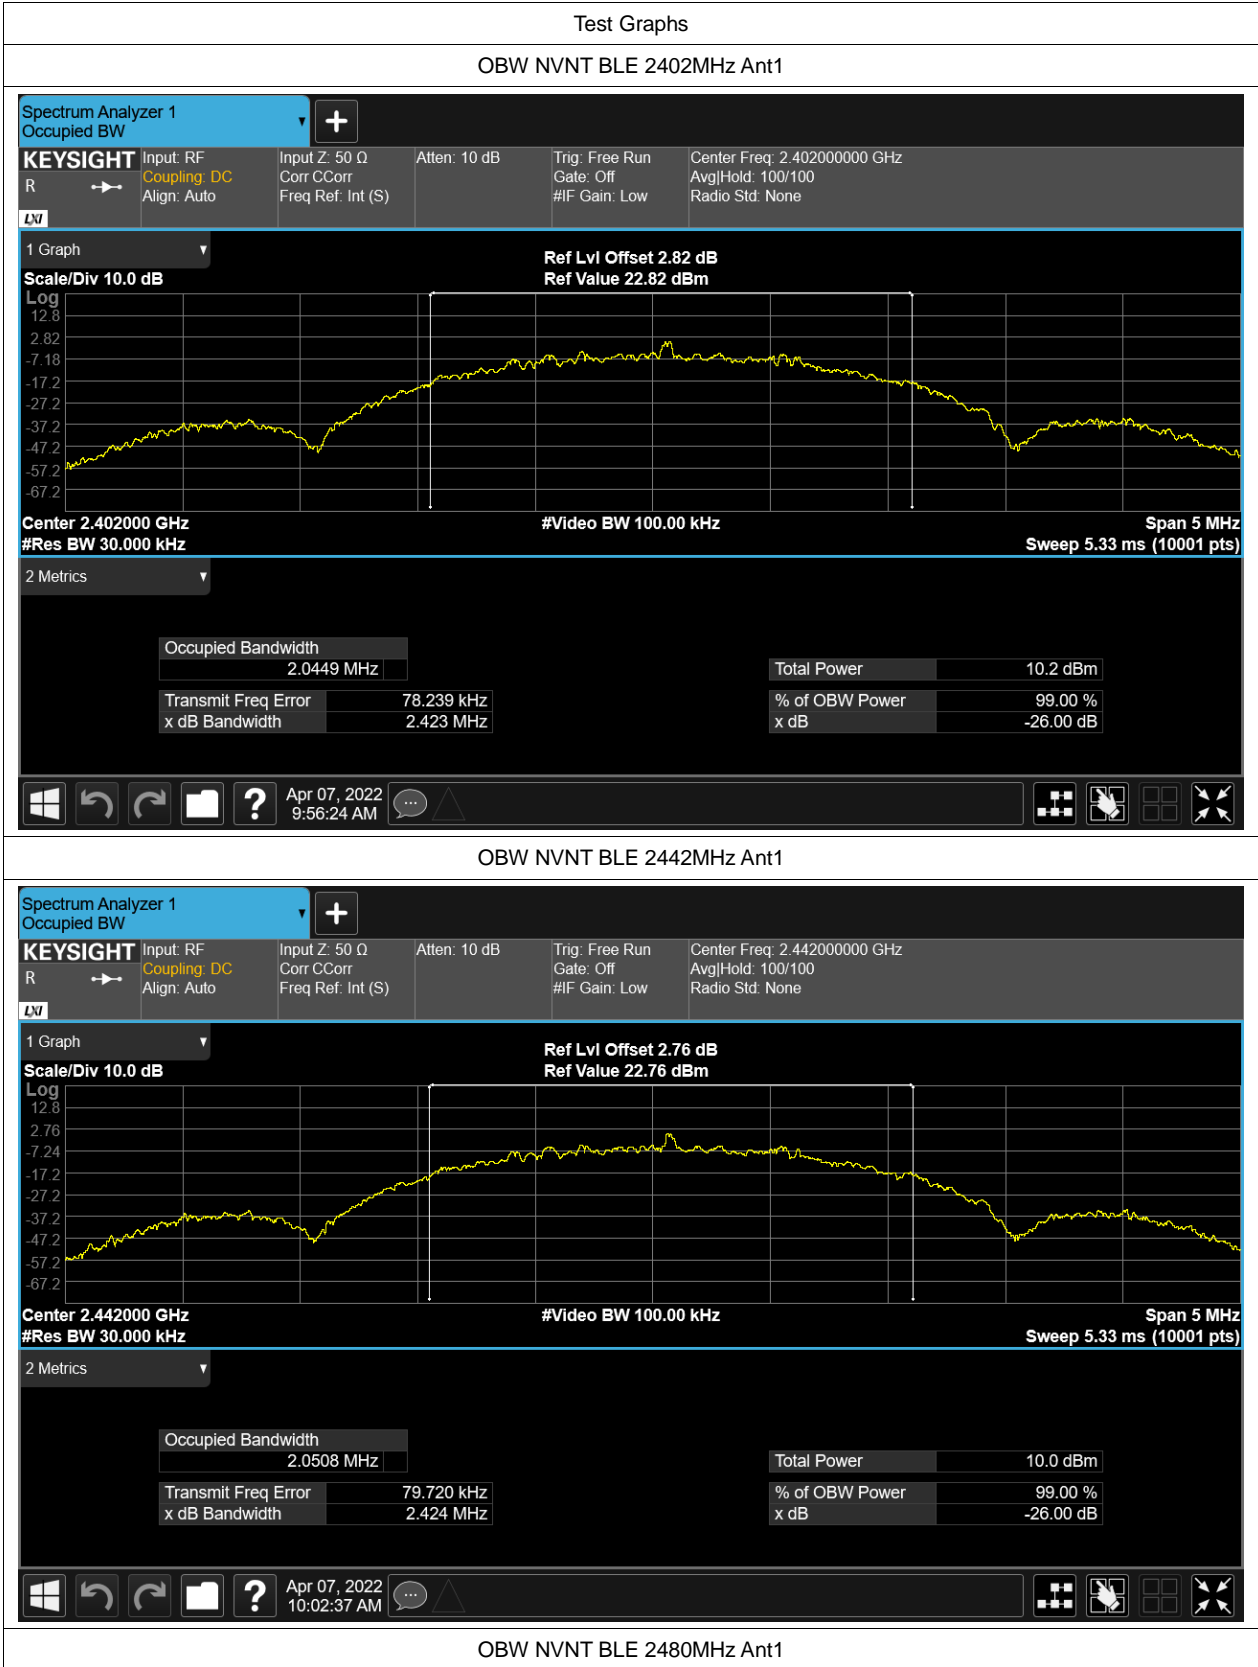 Test Graphs
OBW NVNT BLE 2402MHz Ant1
Spectrum Analyzer 1
Occupied BW
KEYSIGHT Input: RF Input Z: 50 Ω Atten: 10 dB Trig: Free Run Center Freq: 2.402000000 GHz
R Coupling: DC Corr CCorr Gate: Off Avg|Hold: 100/100
Align: Auto Freq Ref: Int (S) #IF Gain: Low Radio Std: None
LXI
1 Graph
Ref Lvl Offset 2.82 dB
Scale/Div 10.0 dB Ref Value 22.82 dBm
Log
12.8
2.82
-7.18
-17.2
-27.2
-37.2
-47.2
-57.2
-67.2
Center 2.402000 GHz #Video BW 100.00 kHz Span 5 MHz
#Res BW 30.000 kHz Sweep 5.33 ms (10001 pts)
2 Metrics
Occupied Bandwidth
2.0449 MHz Total Power 10.2 dBm
Transmit Freq Error 78.239 kHz % of OBW Power 99.00 %
x dB Bandwidth 2.423 MHz x dB -26.00 dB
? Apr 07, 2022
9:56:24 AM
OBW NVNT BLE 2442MHz Ant1
Spectrum Analyzer 1
Occupied BW
KEYSIGHT Input: RF Input Z: 50 Ω Atten: 10 dB Trig: Free Run Center Freq: 2.442000000 GHz
R Coupling: DC Corr CCorr Gate: Off Avg|Hold: 100/100
Align: Auto Freq Ref: Int (S) #IF Gain: Low Radio Std: None
LXI
1 Graph
Ref Lvl Offset 2.76 dB
Scale/Div 10.0 dB Ref Value 22.76 dBm
Log
12.8
2.76
-7.24
-17.2
-27.2
-37.2
-47.2
-57.2
-67.2
Center 2.442000 GHz #Video BW 100.00 kHz Span 5 MHz
#Res BW 30.000 kHz Sweep 5.33 ms (10001 pts)
2 Metrics
Occupied Bandwidth
2.0508 MHz Total Power 10.0 dBm
Transmit Freq Error 79.720 kHz % of OBW Power 99.00 %
x dB Bandwidth 2.424 MHz x dB -26.00 dB
? Apr 07, 2022
10:02:37 AM
OBW NVNT BLE 2480MHz Ant1